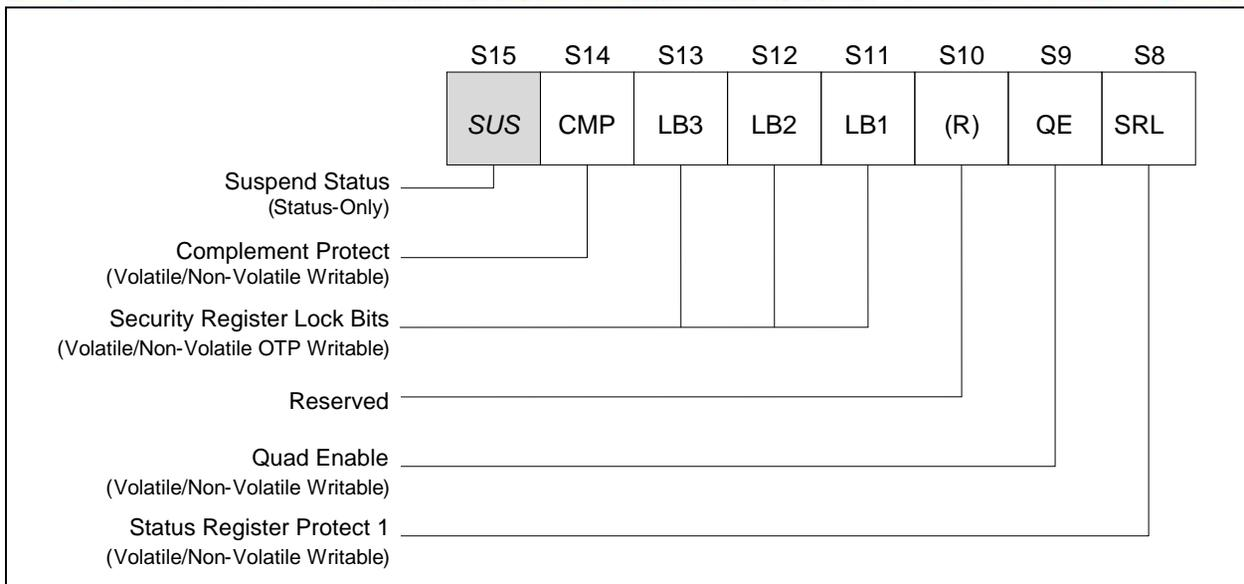 S15 S14 S13 S12 S11 S10 S9 S8
SUS CMP LB3 LB2 LB1 (R) QE SRL
Suspend Status
(Status-Only)
Complement Protect
(Volatile/Non-Volatile Writable)
Security Register Lock Bits
(Volatile/Non-Volatile OTP Writable)
Reserved
Quad Enable
(Volatile/Non-Volatile Writable)
Status Register Protect 1
(Volatile/Non-Volatile Writable)